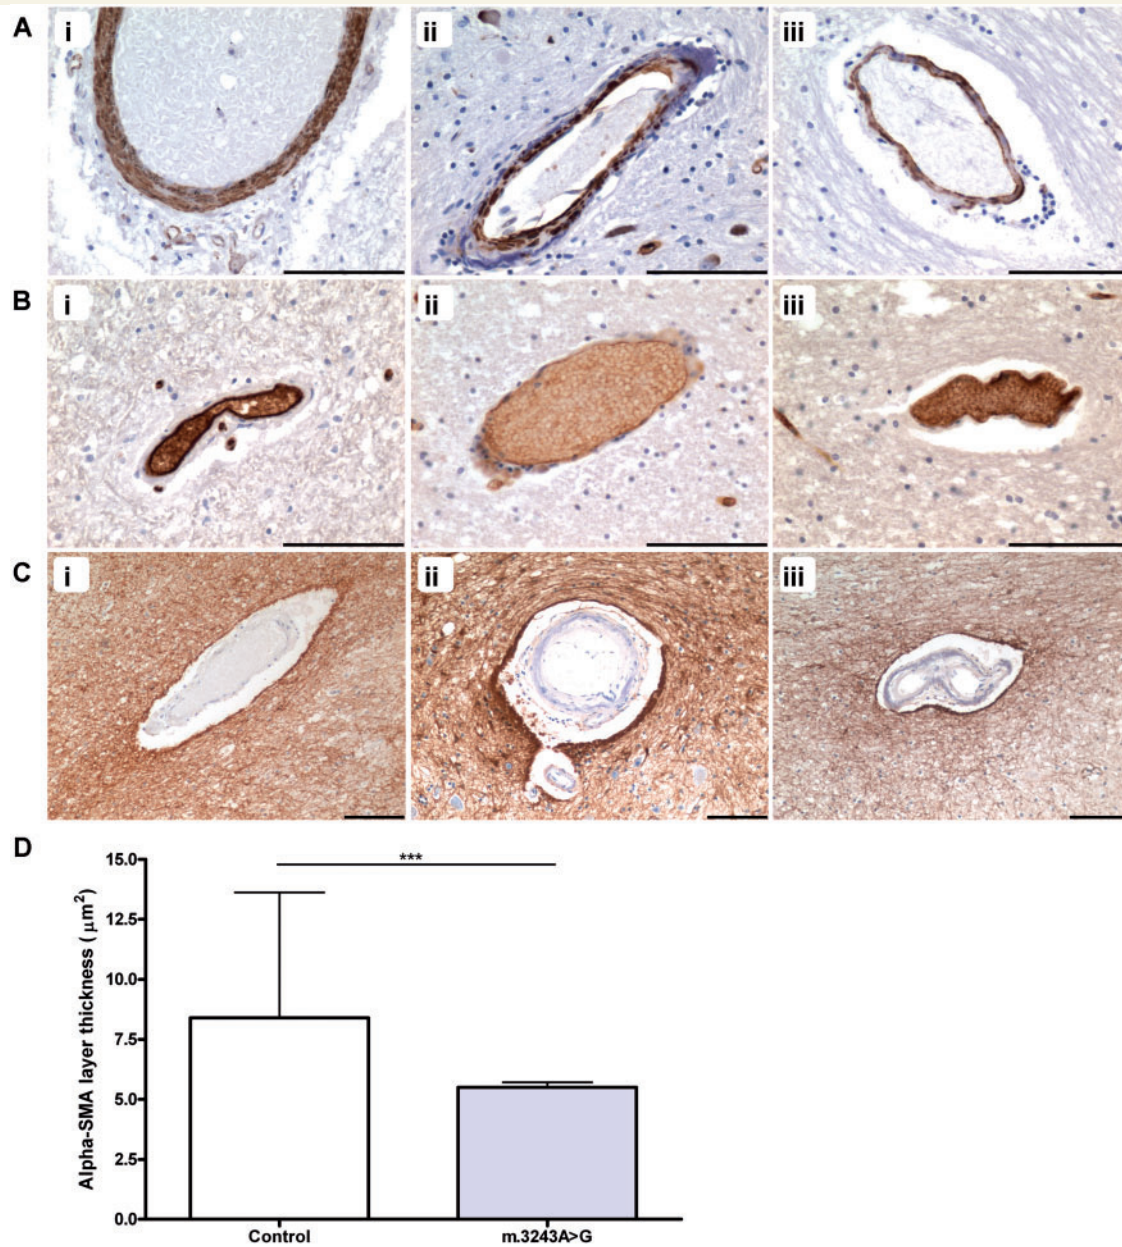 A
i
ii
iii
B
i
ii
iii
C
i
ii
iii
D
***
15.0
12.5
10.0
7.5
5.0
2.5
0.0
Alpha-SMA layer thickness ( μm²)
Control
m.3243A>G